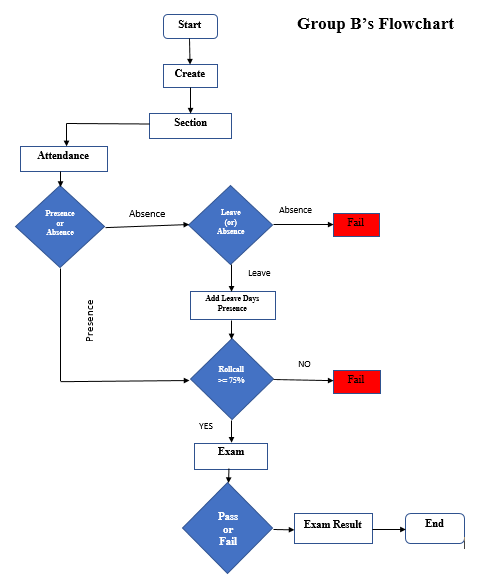 Start
Group B's Flowchart
Create
Section
Attendance
Presence
or
Absence
Absence
Leave
(or)
Absence
Absence
Fail
Leave
Add Leave Days
Presence
Presence
Rollcall
>= 75%
NO
Fail
YES
Exam
Pass
or
Fail
Exam Result
End